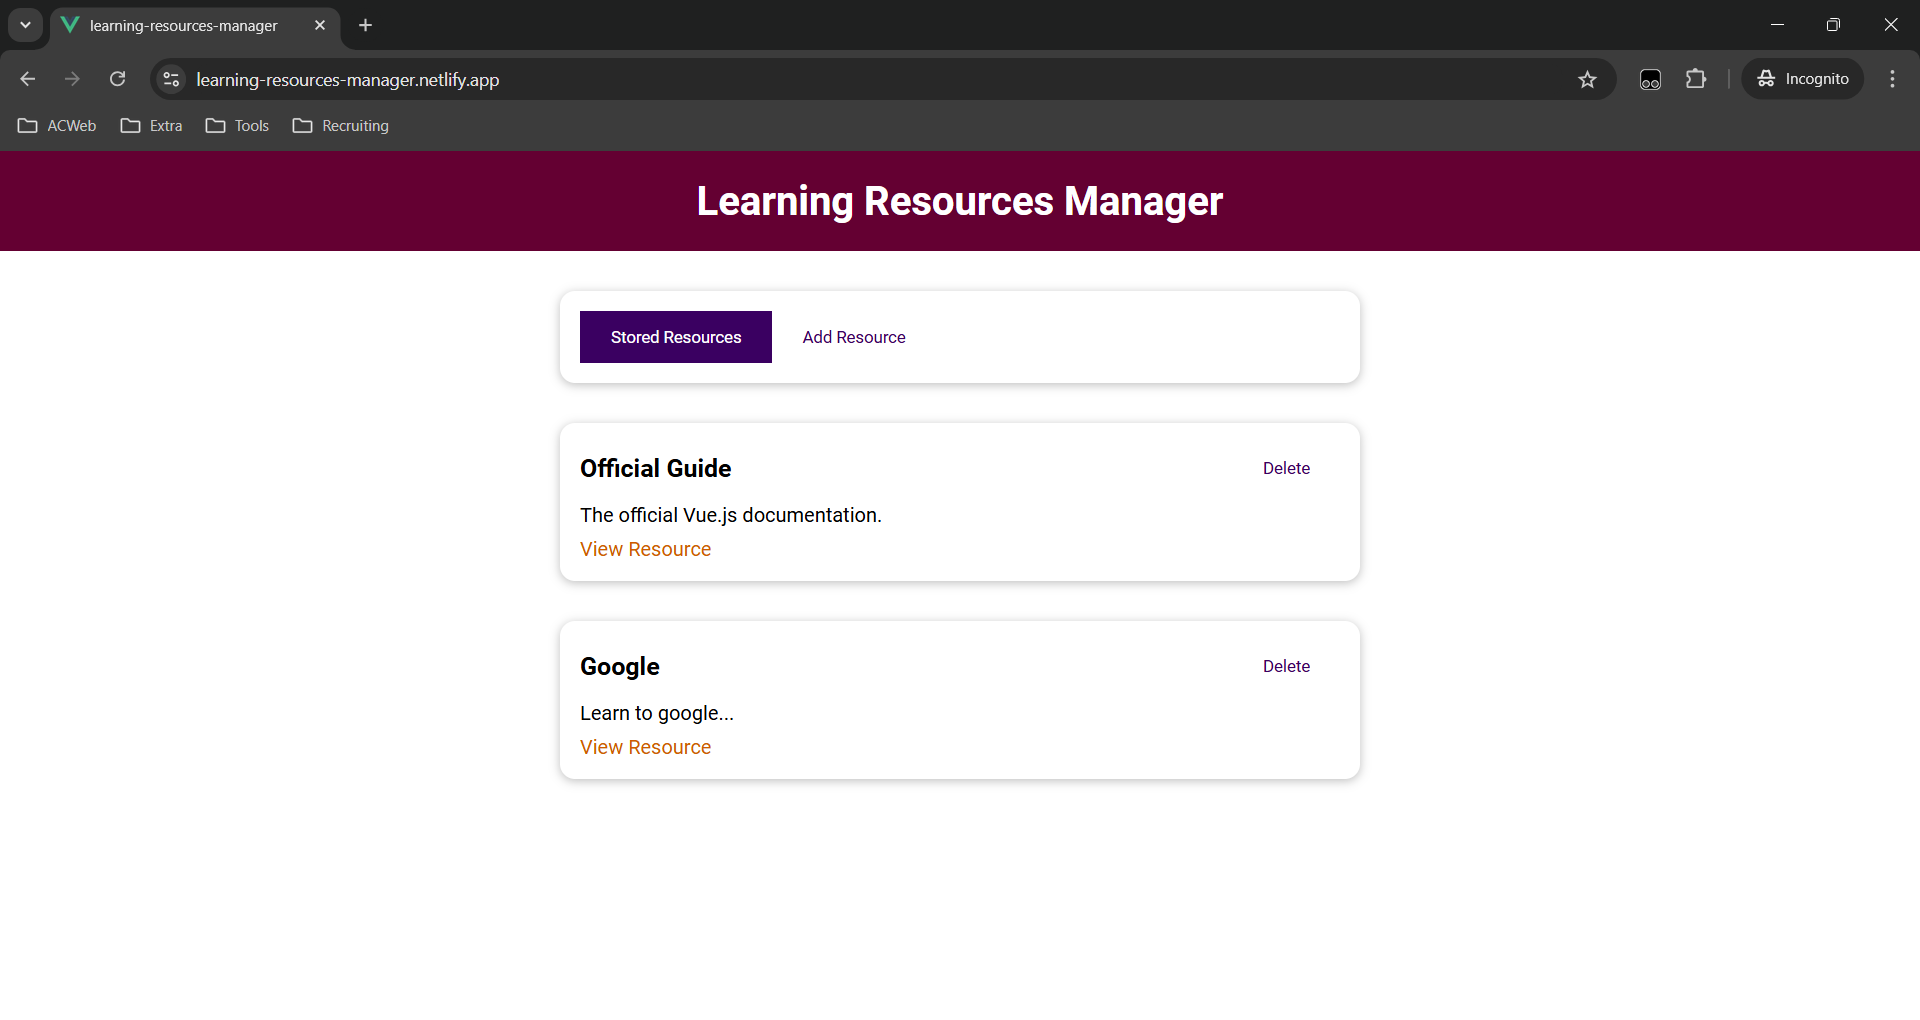 learning-resources-manager
learning-resources-manager.netlify.app
Incognito
ACWeb
Extra
Tools
Recruiting
Learning Resources Manager
Stored Resources
Add Resource
Official Guide
Delete
The official Vue.js documentation.
View Resource
Google
Delete
Learn to google...
View Resource